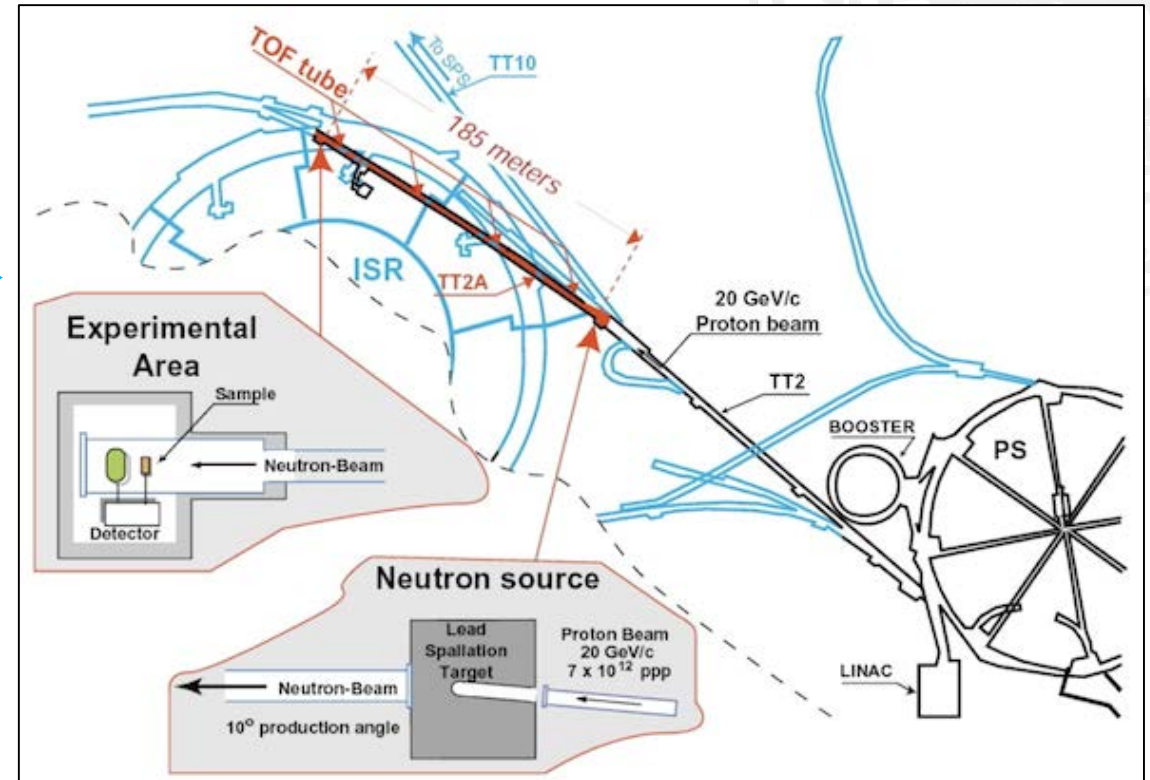 To SPS
TT10
TOF tube
185 meters
ISR
TT2A
20 GeV/c
Proton beam
TT2
BOOSTER
PS
LINAC
Experimental
Area
Sample
Neutron-Beam
Detector
Neutron source
Lead
Spallation
Target
Proton Beam
20 GeV/c
7 x 10¹² ppp
Neutron-Beam
10º production angle